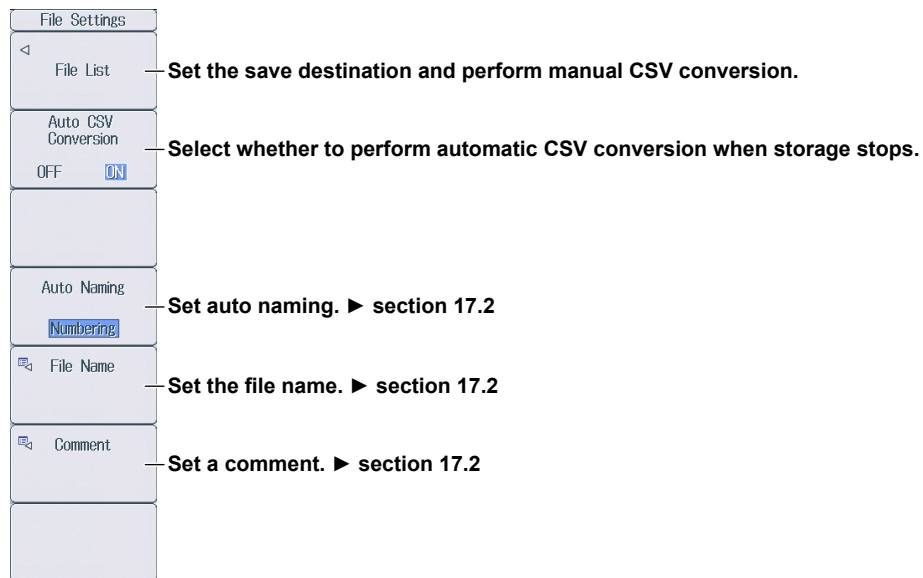 File Settings
File List
Set the save destination and perform manual CSV conversion.
Auto CSV
Conversion
OFF ON
Select whether to perform automatic CSV conversion when storage stops.
Auto Naming
Numbering
Set auto naming. ► section 17.2
File Name
Set the file name. ► section 17.2
Comment
Set a comment. ► section 17.2